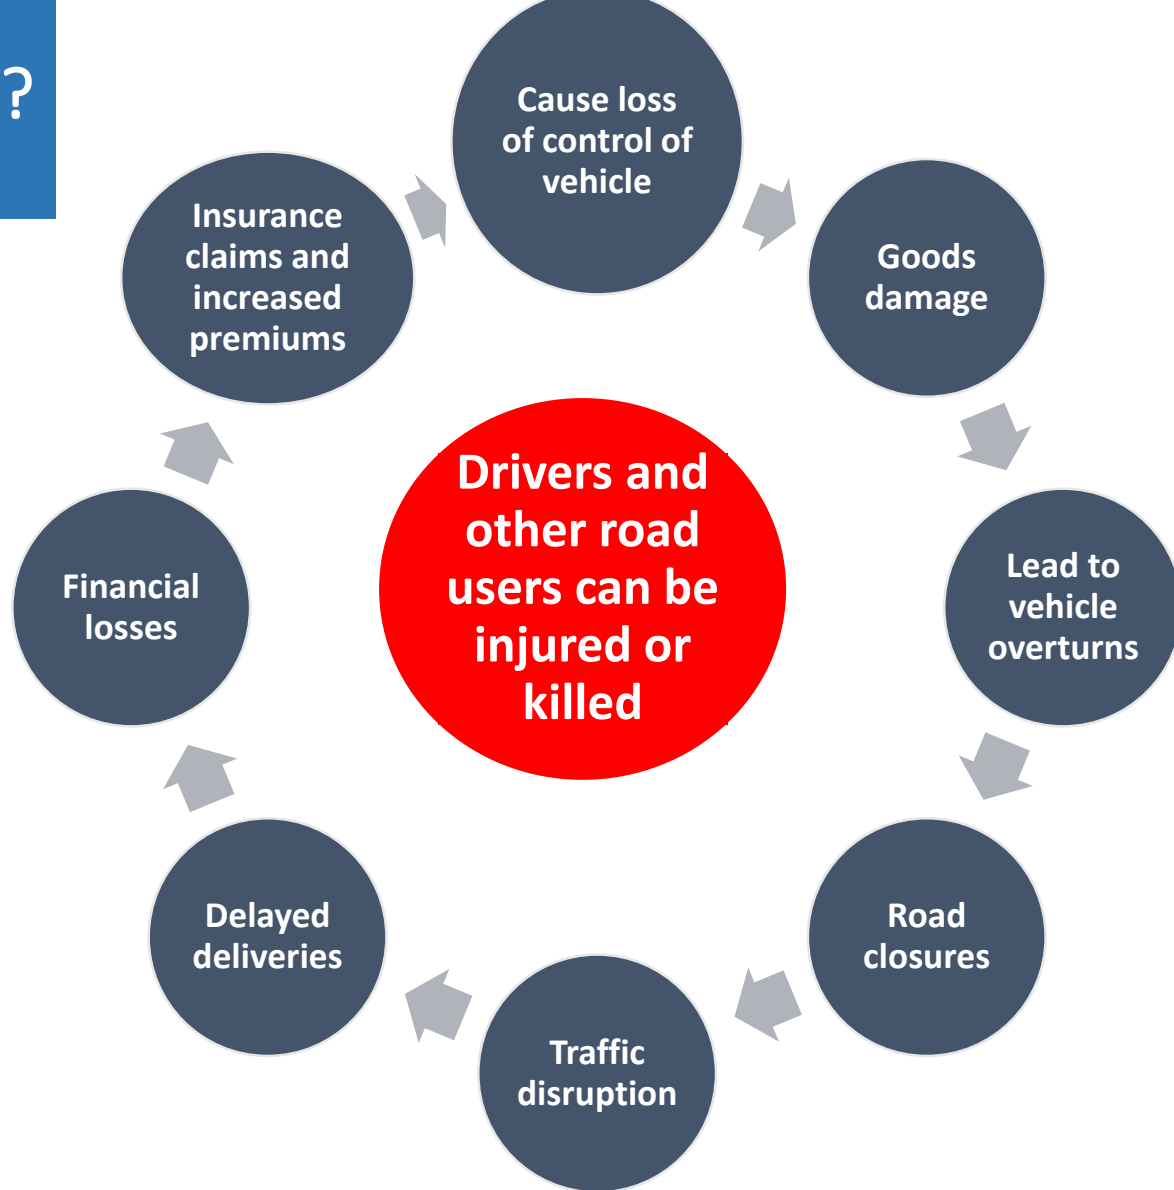 ?
Cause loss
of control of
vehicle
Goods
damage
Lead to
vehicle
overturns
Road
closures
Traffic
disruption
Delayed
deliveries
Financial
losses
Insurance
claims and
increased
premiums
Drivers and
other road
users can be
injured or
killed